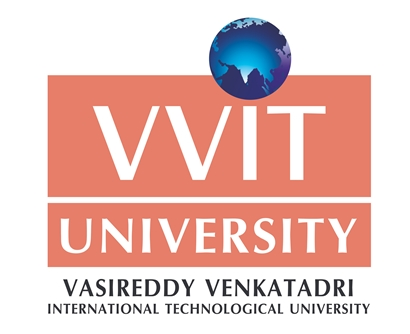 VVIT
UNIVERSITY
VASIREDDY VENKATADRI
INTERNATIONAL TECHNOLOGICAL UNIVERSITY